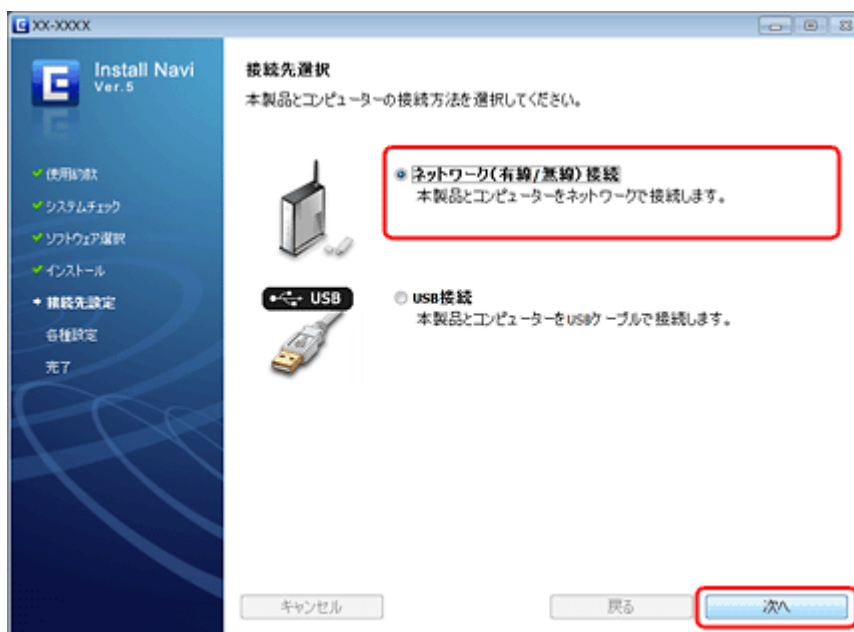 XX-XXXX
Install Navi
Ver.5
使用約款
システムチェック
ソフトウェア選択
インストール
接続先設定
各種設定
完了
接続先選択
本製品とコンピューターの接続方法を選択してください。
ネットワーク(有線/無線)接続
本製品とコンピューターをネットワークで接続します。
USB
USB接続
本製品とコンピューターをUSBケーブルで接続します。
キャンセル
戻る
次へ